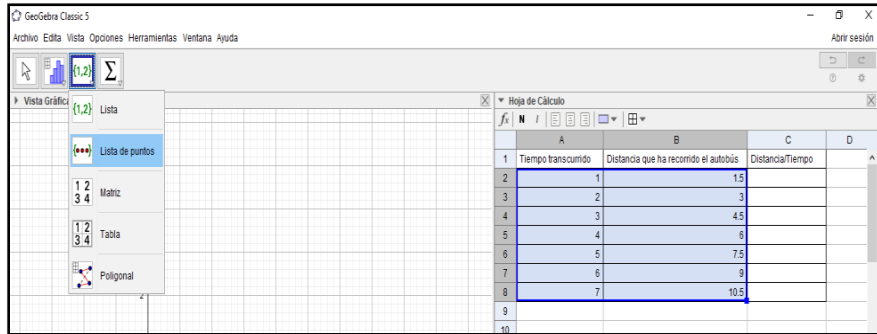 GeoGebra Classic 5
Archivo Edita Vista Opciones Herramientas Ventana Ayuda
Abrir sesión
{1,2}
Σ
Vista Gráfica
{1,2} Lista
Lista de puntos
1 2
3 4
Matriz
1 2
3 4
Tabla
Poligonal
2
Hoja de Cálculo
fx N I
A B C D
1 Tiempo transcurrido Distancia que ha recorrido el autobús Distancia/Tiempo
2 1 1.5
3 2 3
4 3 4.5
5 4 6
6 5 7.5
7 6 9
8 7 10.5
9
10